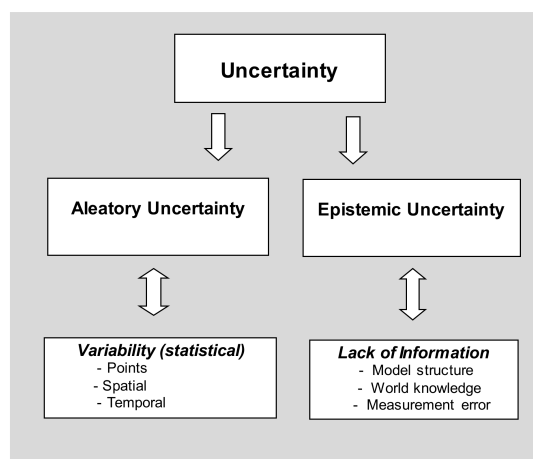 Uncertainty
Aleatory Uncertainty
Epistemic Uncertainty
Variability (statistical)
- Points
- Spatial
- Temporal
Lack of Information
- Model structure
- World knowledge
- Measurement error